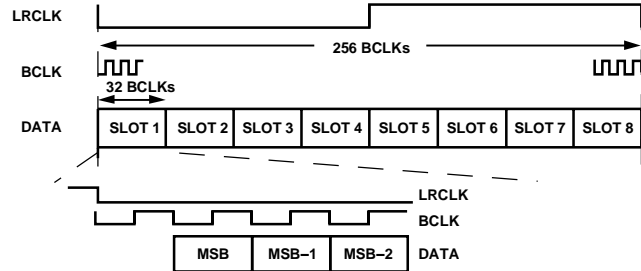 LRCLK
256 BCLKs
BCLK
32 BCLKs
DATA SLOT 1 SLOT 2 SLOT 3 SLOT 4 SLOT 5 SLOT 6 SLOT 7 SLOT 8
LRCLK
BCLK
MSB MSB–1 MSB–2 DATA